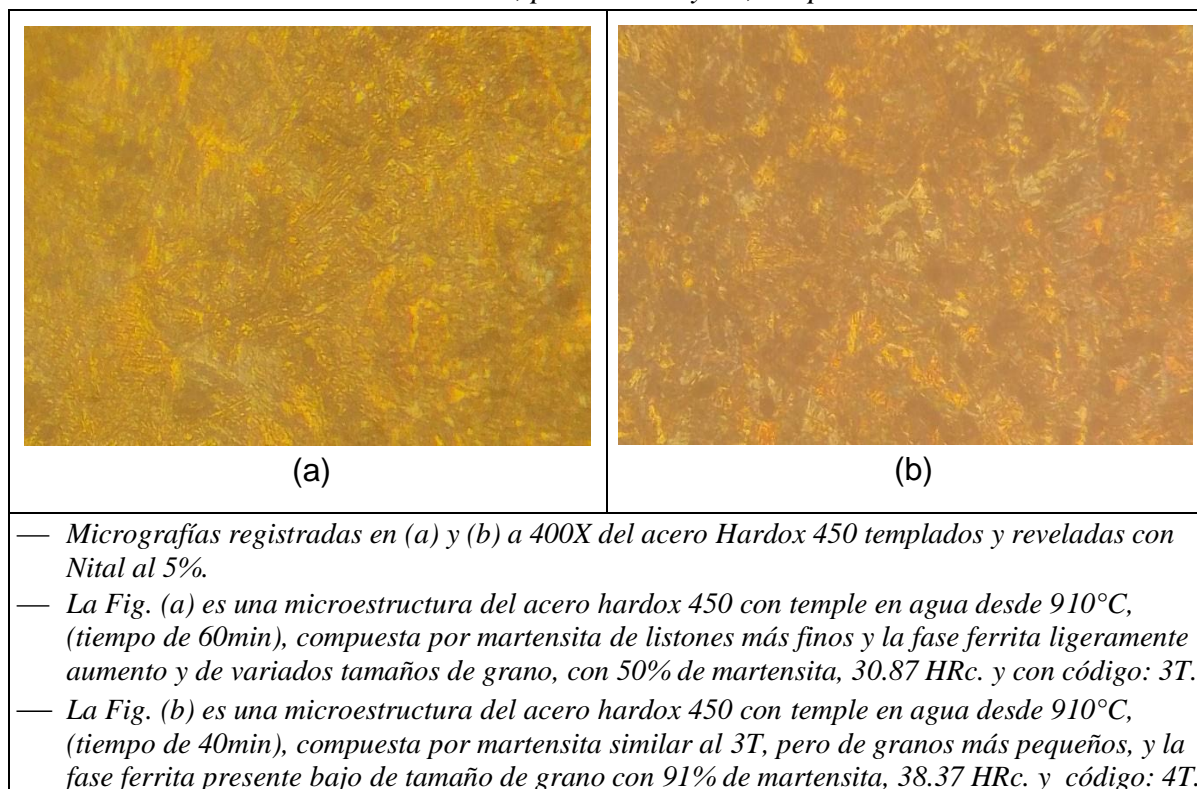 (a)
(b)
— Micrografías registradas en (a) y (b) a 400X del acero Hardox 450 templados y reveladas con
Nital al 5%.
— La Fig. (a) es una microestructura del acero hardox 450 con temple en agua desde 910°C,
(tiempo de 60min), compuesta por martensita de listones más finos y la fase ferrita ligeramente
aumento y de variados tamaños de grano, con 50% de martensita, 30.87 HRc. y con código: 3T.
— La Fig. (b) es una microestructura del acero hardox 450 con temple en agua desde 910°C,
(tiempo de 40min), compuesta por martensita similar al 3T, pero de granos más pequeños, y la
fase ferrita presente bajo de tamaño de grano con 91% de martensita, 38.37 HRc. y código: 4T.